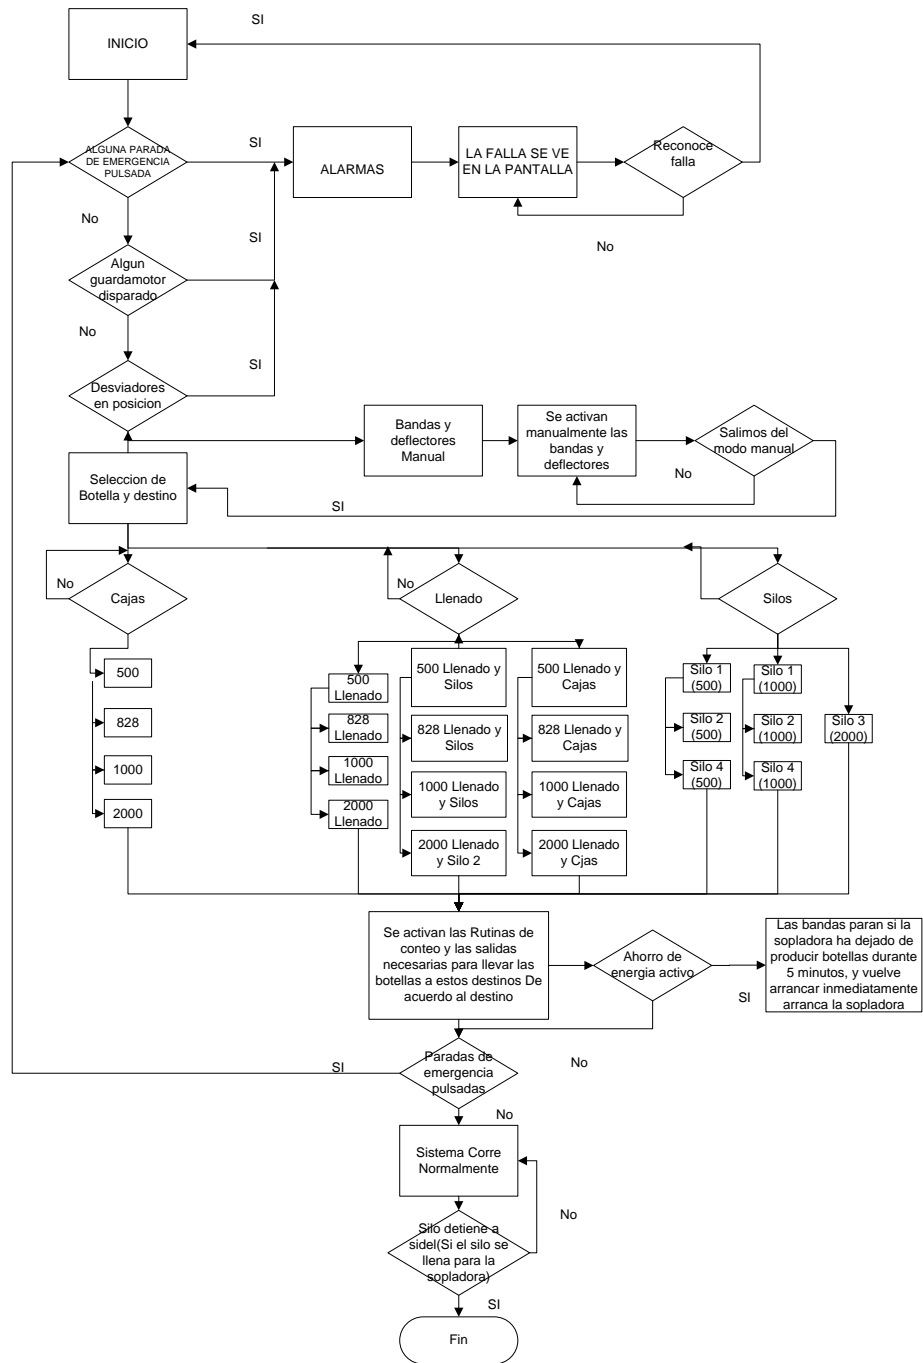 SI
INICIO
ALGUNA PARADA
DE EMERGENCIA
PULSADA
SI
ALARMAS
LA FALLA SE VE
EN LA PANTALLA
Reconoce
falla
No
No
SI
Algun
guardamotor
disparado
No
SI
Desviadores
en posicion
Bandas y
deflectores
Manual
Se activan
manualmente las
bandas y
deflectores
Salimos del
modo manual
No
SI
Seleccion de
Botella y destino
No
Cajas
No
Llenado
Silos
500
828
1000
2000
500
Llenado
828
Llenado
1000
Llenado
2000
Llenado
500 Llenado y
Silos
828 Llenado y
Silos
1000 Llenado
y Silos
2000 Llenado
y Silo 2
500 Llenado y
Cajas
828 Llenado y
Cajas
1000 Llenado
y Cajas
2000 Llenado
y Cjas
Silo 1
(500)
Silo 2
(500)
Silo 4
(500)
Silo 1
(1000)
Silo 2
(1000)
Silo 4
(1000)
Silo 3
(2000)
Se activan las Rutinas de
conteo y las salidas
necesarias para llevar las
botellas a estos destinos De
acuerdo al destino
Ahorro de
energia activo
SI
Las bandas paran si la
sopladora ha dejado de
producir botellas durante
5 minutos, y vuelve
arrancar inmediatamente
arranca la sopladora
No
Paradas de
emergencia
pulsadas
SI
No
Sistema Corre
Normalmente
No
Silo detiene a
sidel(Si el silo se
llena para la
sopladora)
SI
Fin